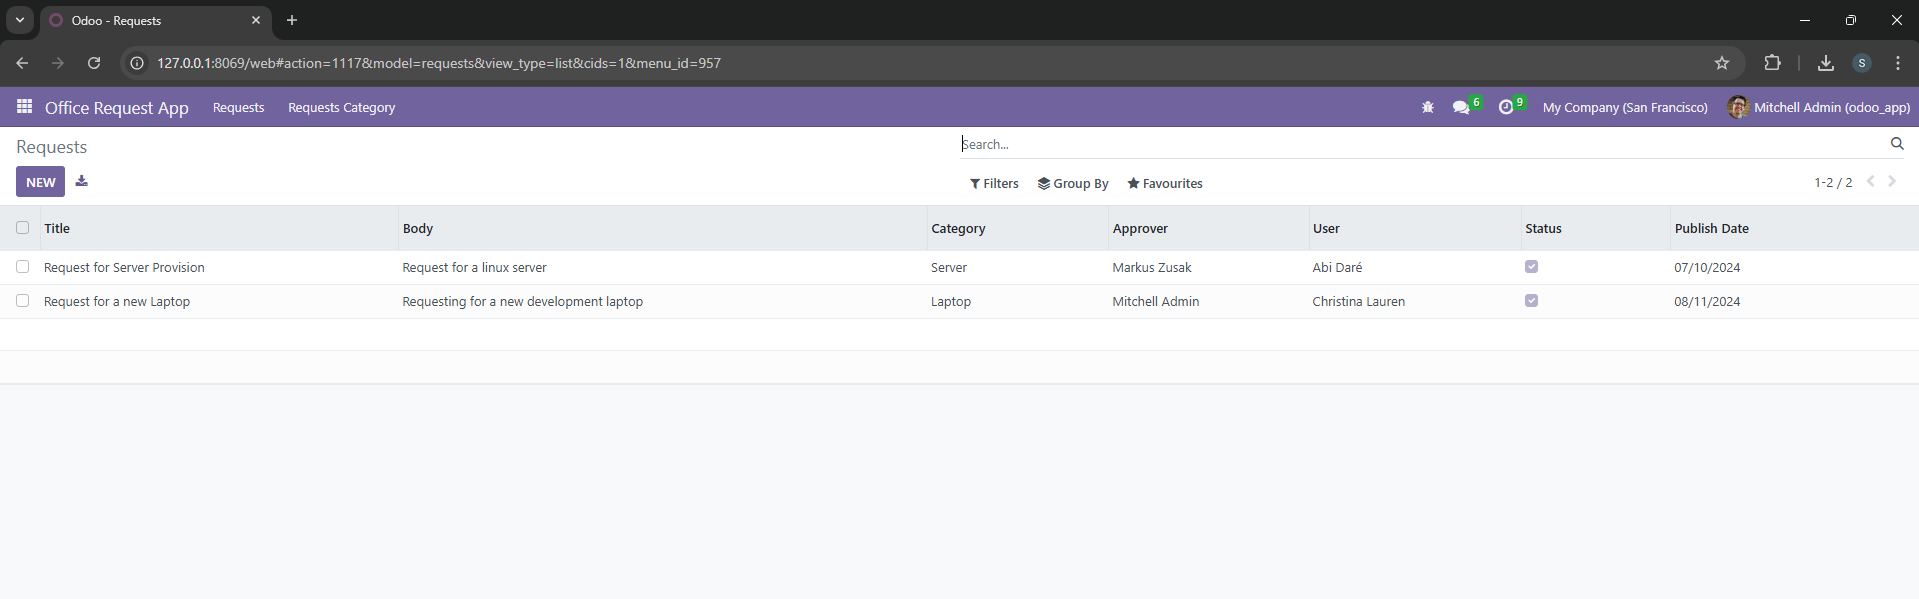 Odoo - Requests
127.0.0.1:8069/web#action=1117&model=requests&view_type=list&cids=1&menu_id=957
S
Office Request App Requests Requests Category 6 9 My Company (San Francisco) Mitchell Admin (odoo_app)
Requests
Search...
NEW Filters Group By Favourites 1-2 / 2
Title Body Category Approver User Status Publish Date
Request for Server Provision Request for a linux server Server Markus Zusak Abi Daré 07/10/2024
Request for a new Laptop Requesting for a new development laptop Laptop Mitchell Admin Christina Lauren 08/11/2024